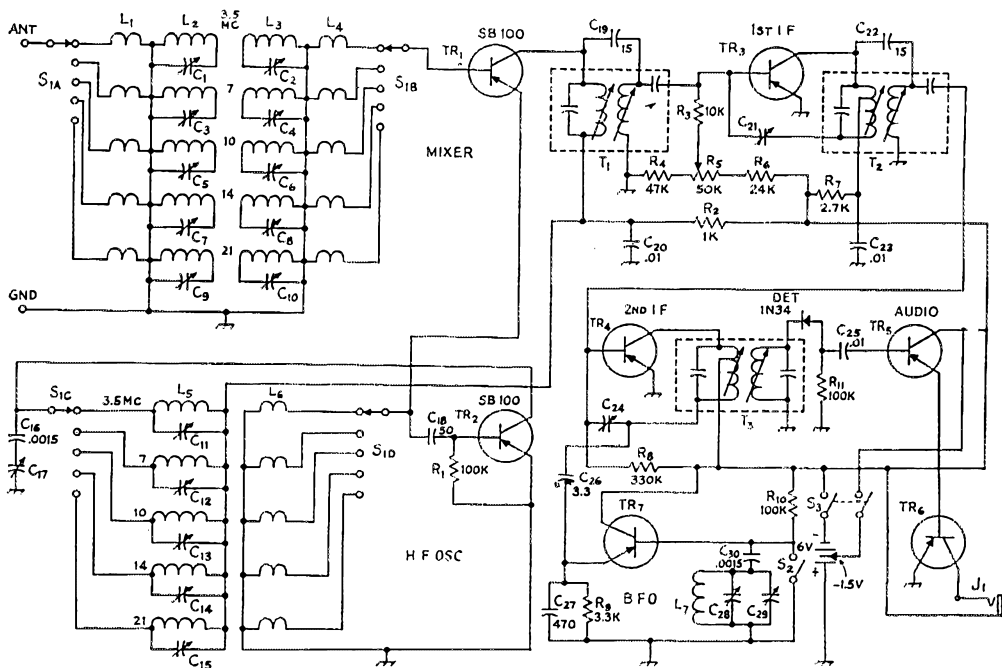 ANT
L1
L2
3.5
MC
L3
L4
C1
C2
S1A
S1B
7
C3
C4
10
C5
C6
14
C7
C8
21
C9
C10
GND
TR1
SB100
MIXER
C19
15
T1
R3
10K
R4
47K
R5
50K
R6
24K
R2
1K
C20
.01
1ST IF
TR3
C21
C22
15
T2
R7
2.7K
C23
.01
2ND IF
TR4
DET
1N34
T3
C25
.01
R11
100K
AUDIO
TR5
C24
R8
330K
C26
3.3
TR7
R10
100K
S3
6V
-
+
-1.5V
TR6
J1
C30
.0015
S2
C27
470
R9
3.3K
BFO
L7
C28
C29
S1C
3.5MC
L5
L6
C16
.0015
C17
C11
7
C12
10
C13
14
C14
21
C15
S1D
C18
50
TR2
SB100
R1
100K
HF OSC